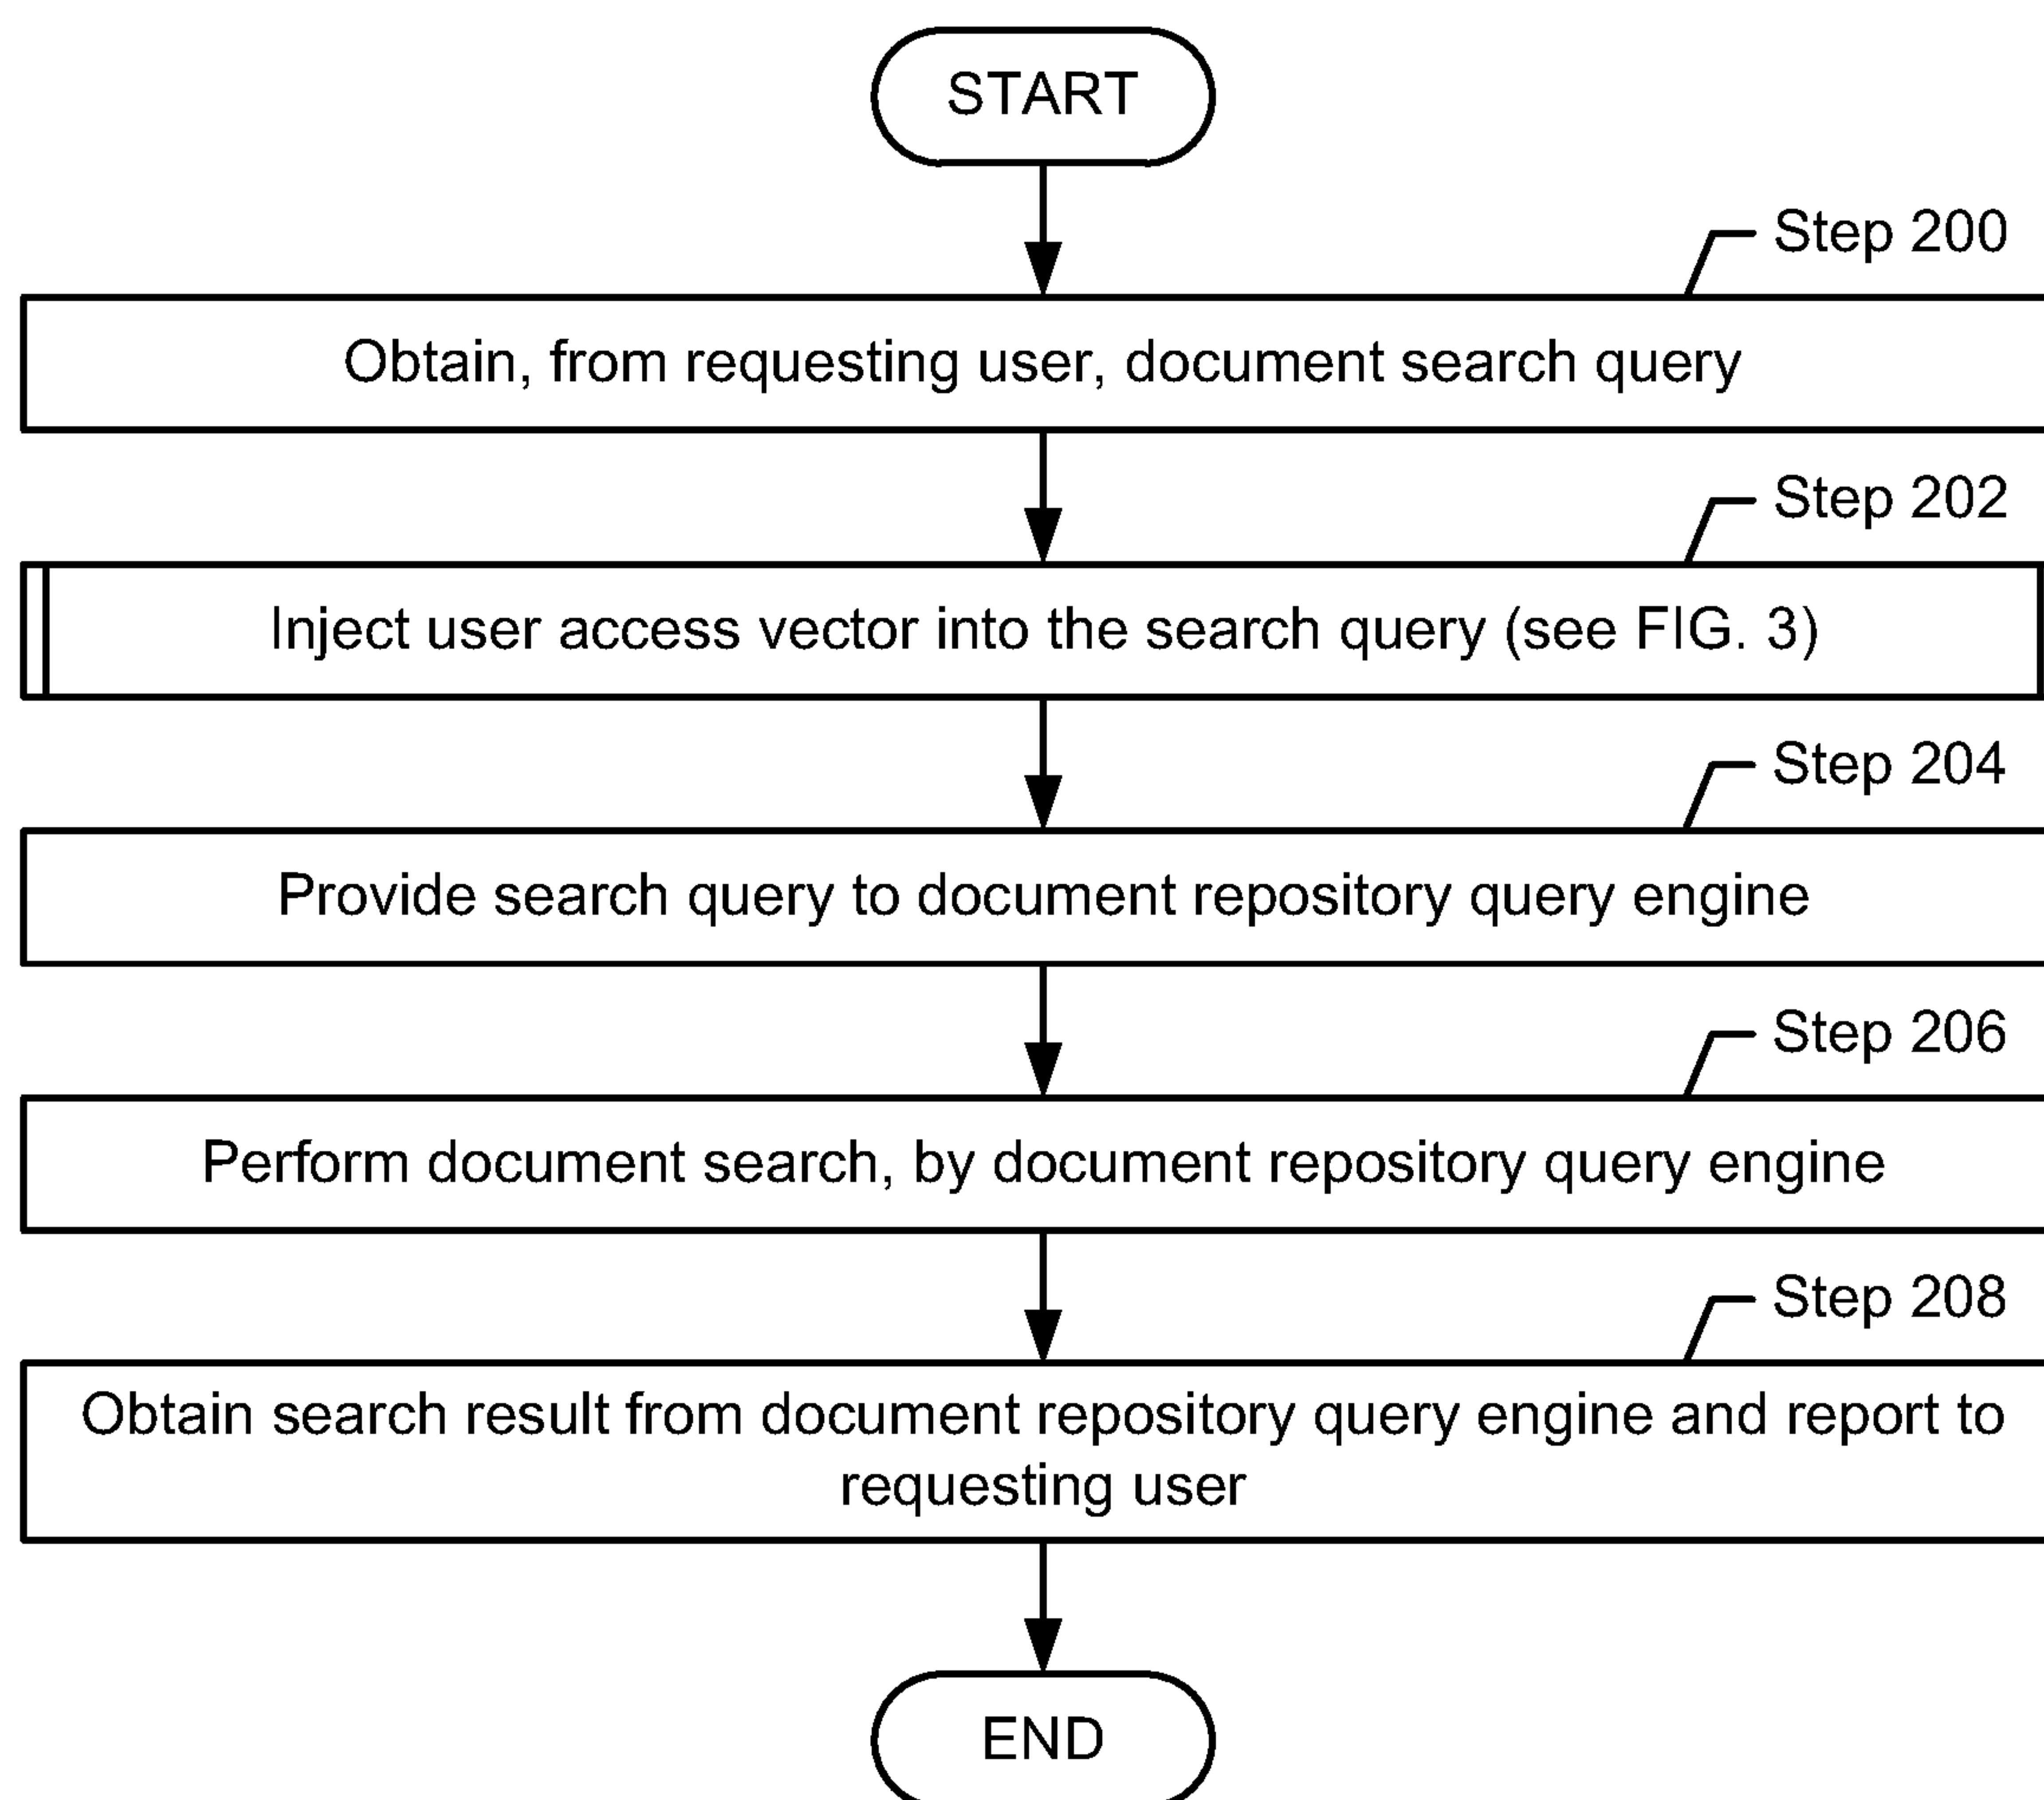 START
Step 200
Obtain, from requesting user, document search query
Step 202
Inject user access vector into the search query (see FIG. 3)
Step 204
Provide search query to document repository query engine
Step 206
Perform document search, by document repository query engine
Step 208
Obtain search result from document repository query engine and report to
requesting user
END